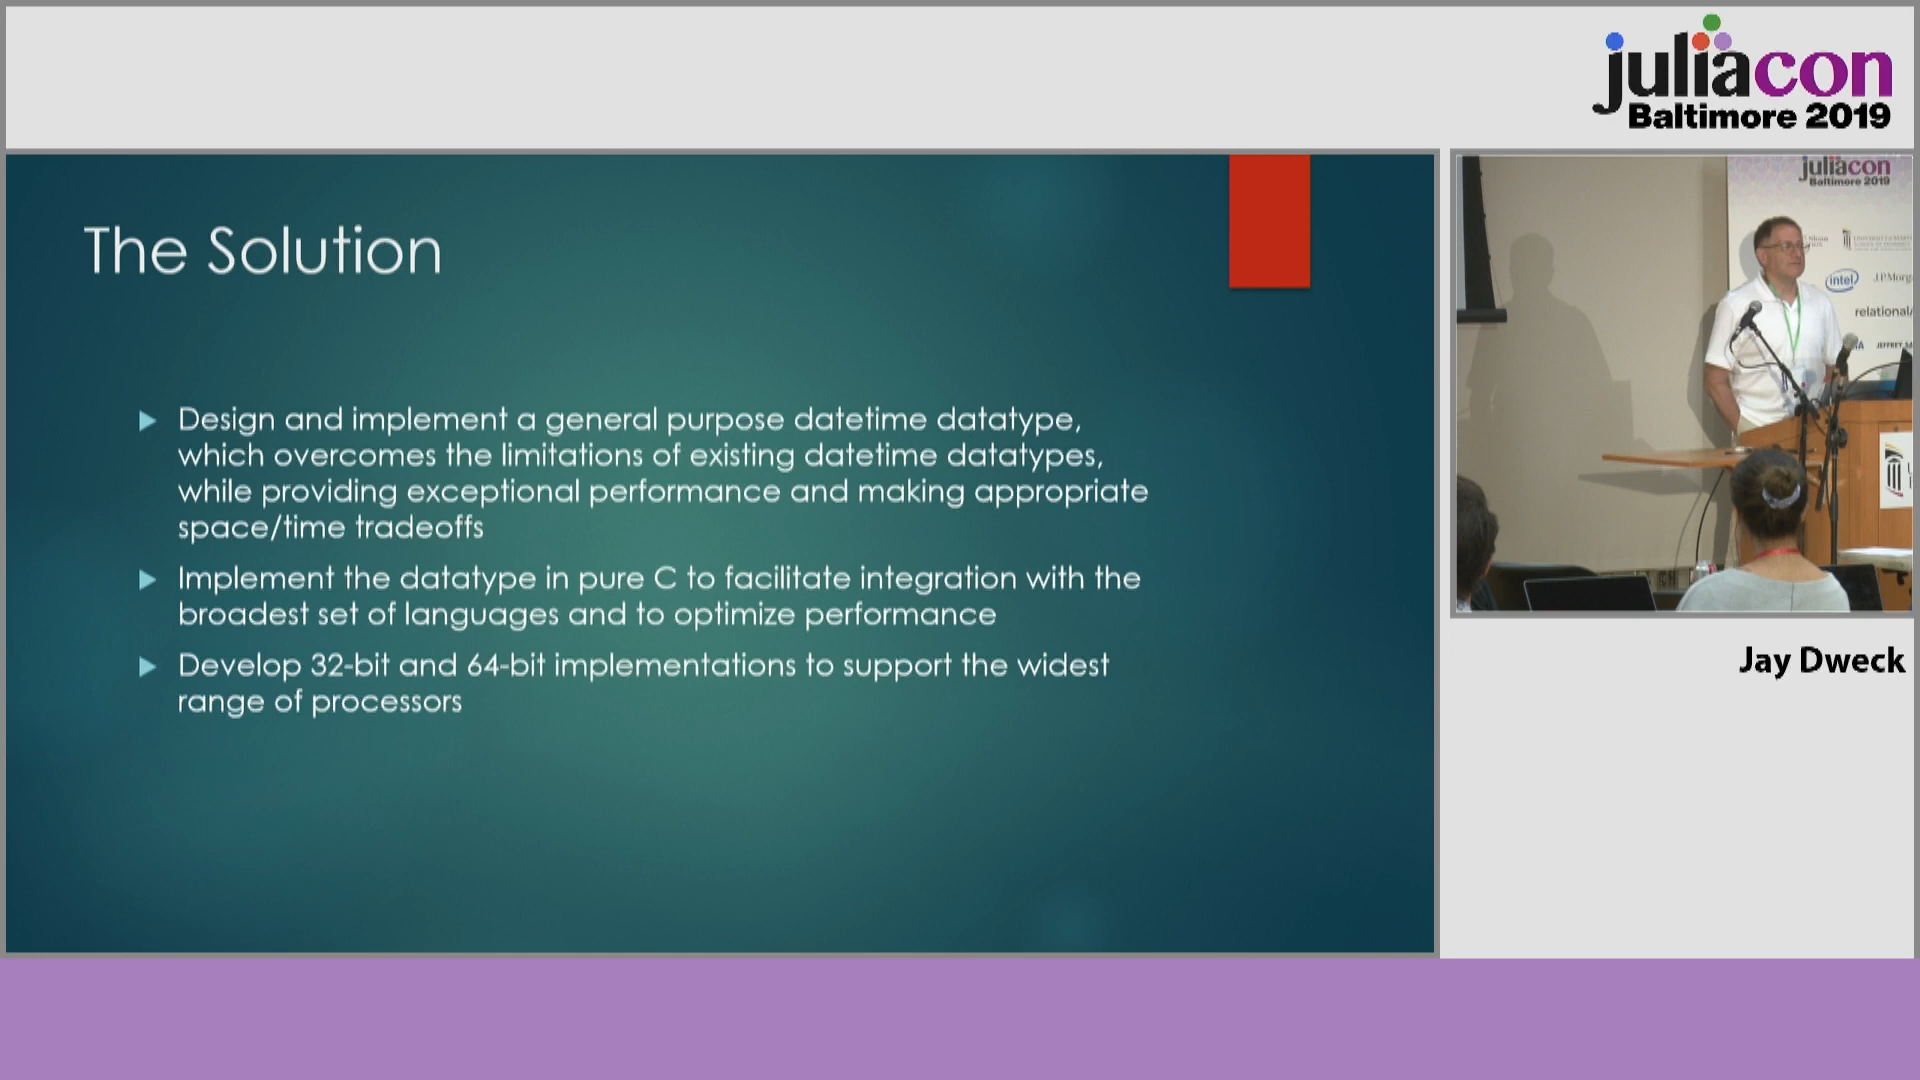 juliacon
Baltimore 2019
The Solution
Design and implement a general purpose datetime datatype,
which overcomes the limitations of existing datetime datatypes,
while providing exceptional performance and making appropriate
space/time tradeoffs
Implement the datatype in pure C to facilitate integration with the
broadest set of languages and to optimize performance
Develop 32-bit and 64-bit implementations to support the widest
range of processors
juliacon
Baltimore 2019
intel
J.P.Morg
relational
Jay Dweck